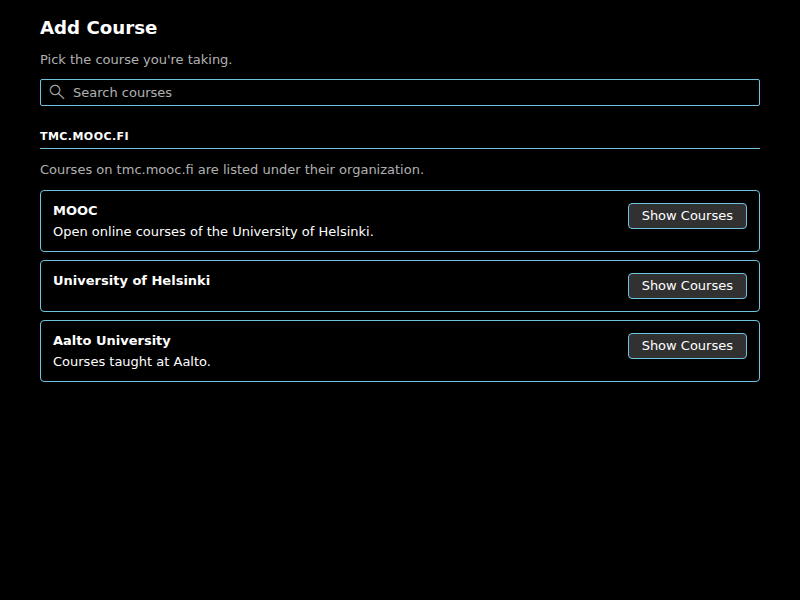 Add Course
Pick the course you're taking.
Search courses
TMC.MOOC.FI
Courses on tmc.mooc.fi are listed under their organization.
MOOC
Show Courses
Open online courses of the University of Helsinki.
University of Helsinki
Show Courses
Aalto University
Show Courses
Courses taught at Aalto.